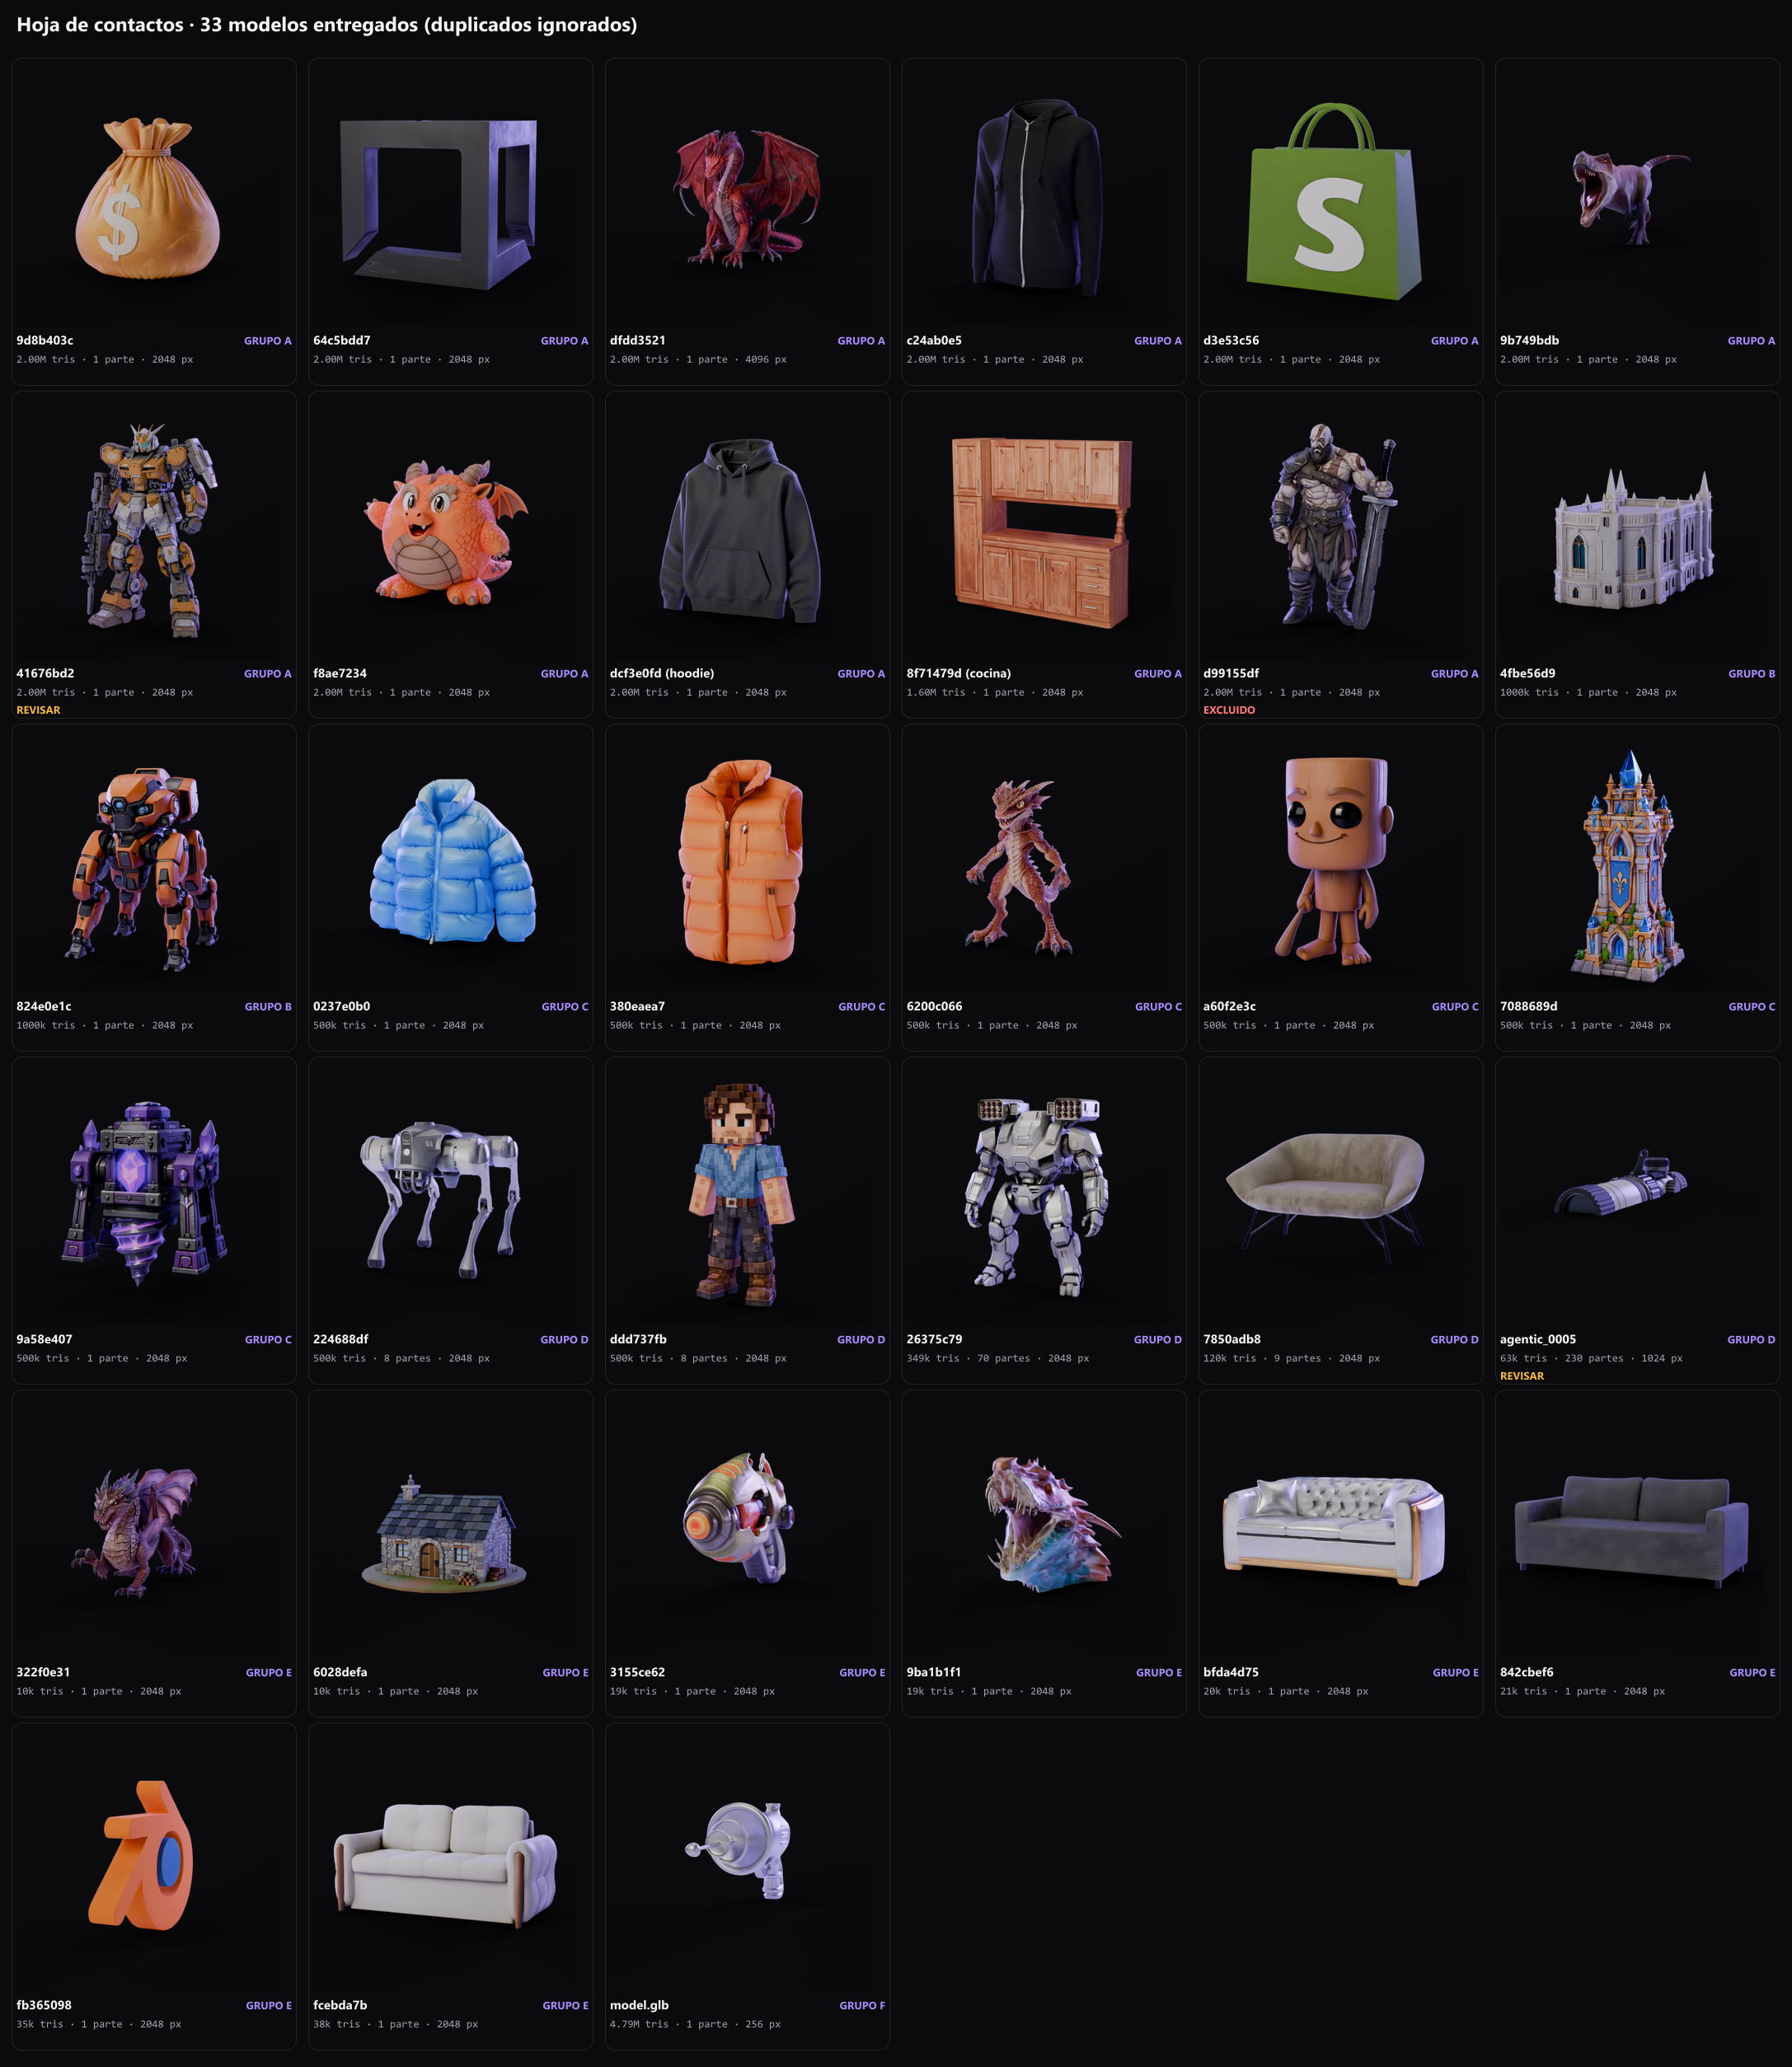 Hoja de contactos · 33 modelos entregados (duplicados ignorados)
$
S
9d8b403c GRUPO A
2.00M tris · 1 parte · 2048 px
64c5bdd7 GRUPO A
2.00M tris · 1 parte · 2048 px
dfdd3521 GRUPO A
2.00M tris · 1 parte · 4096 px
c24ab0e5 GRUPO A
2.00M tris · 1 parte · 2048 px
d3e53c56 GRUPO A
2.00M tris · 1 parte · 2048 px
9b749bdb GRUPO A
2.00M tris · 1 parte · 2048 px
41676bd2 GRUPO A
2.00M tris · 1 parte · 2048 px
REVISAR
f8ae7234 GRUPO A
2.00M tris · 1 parte · 2048 px
dcf3e0fd (hoodie) GRUPO A
2.00M tris · 1 parte · 2048 px
8f71479d (cocina) GRUPO A
1.60M tris · 1 parte · 2048 px
d99155df GRUPO A
2.00M tris · 1 parte · 2048 px
EXCLUIDO
4fbe56d9 GRUPO B
1000k tris · 1 parte · 2048 px
824e0e1c GRUPO B
1000k tris · 1 parte · 2048 px
0237e0b0 GRUPO C
500k tris · 1 parte · 2048 px
380eaea7 GRUPO C
500k tris · 1 parte · 2048 px
6200c066 GRUPO C
500k tris · 1 parte · 2048 px
a60f2e3c GRUPO C
500k tris · 1 parte · 2048 px
7088689d GRUPO C
500k tris · 1 parte · 2048 px
9a58e407 GRUPO C
500k tris · 1 parte · 2048 px
224688df GRUPO D
500k tris · 8 partes · 2048 px
ddd737fb GRUPO D
500k tris · 8 partes · 2048 px
26375c79 GRUPO D
349k tris · 70 partes · 2048 px
7850adb8 GRUPO D
120k tris · 9 partes · 2048 px
agentic_0005 GRUPO D
63k tris · 230 partes · 1024 px
REVISAR
322f0e31 GRUPO E
10k tris · 1 parte · 2048 px
6028defa GRUPO E
10k tris · 1 parte · 2048 px
3155ce62 GRUPO E
19k tris · 1 parte · 2048 px
9ba1b1f1 GRUPO E
19k tris · 1 parte · 2048 px
bfda4d75 GRUPO E
20k tris · 1 parte · 2048 px
842cbef6 GRUPO E
21k tris · 1 parte · 2048 px
fb365098 GRUPO E
35k tris · 1 parte · 2048 px
fcebda7b GRUPO E
38k tris · 1 parte · 2048 px
model.glb GRUPO F
4.79M tris · 1 parte · 256 px